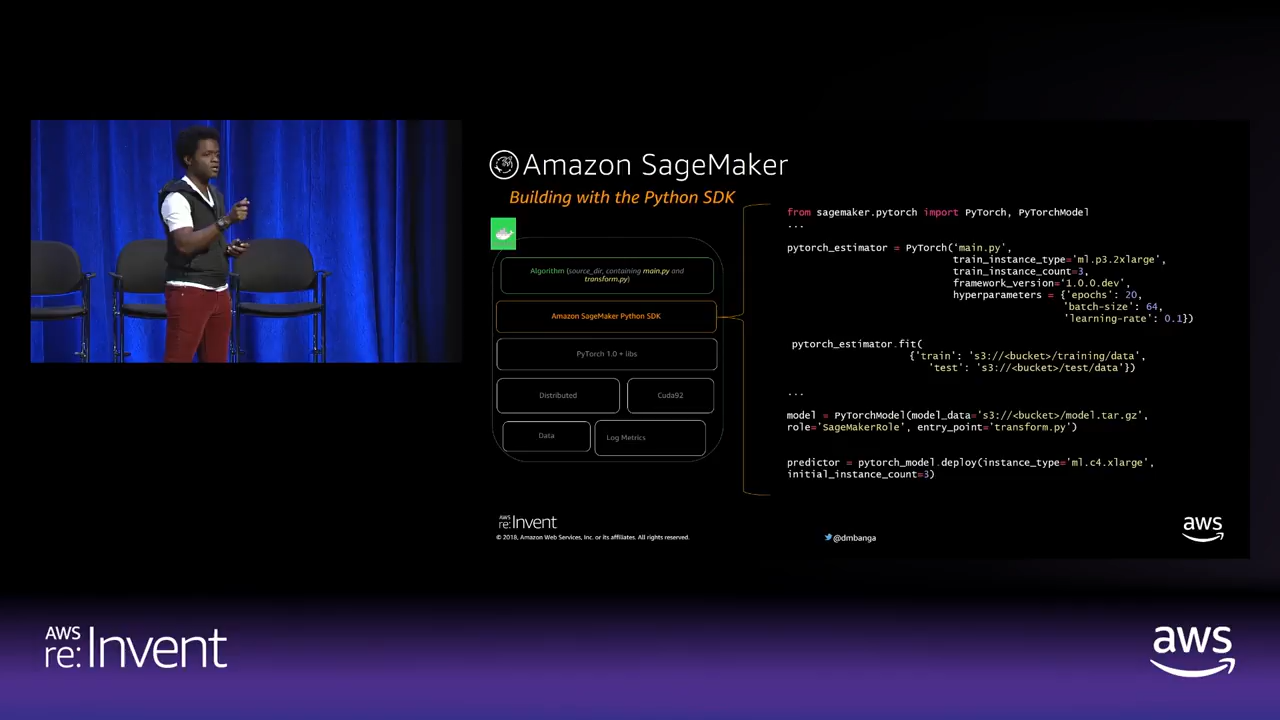 Amazon SageMaker
Building with the Python SDK
Algorithm (source_dir, containing main.py and
transform.py)
Amazon SageMaker Python SDK
PyTorch 1.0 + libs
Distributed
Cuda92
Data
Log Metrics
from sagemaker.pytorch import PyTorch, PyTorchModel
...
pytorch_estimator = PyTorch('main.py',
train_instance_type='ml.p3.2xlarge',
train_instance_count=3,
framework_version='1.0.0.dev',
hyperparameters = {'epochs': 20,
'batch-size': 64,
'learning-rate': 0.1})
pytorch_estimator.fit(
{'train': 's3://<bucket>/training/data',
'test': 's3://<bucket>/test/data'})
...
model = PyTorchModel(model_data='s3://<bucket>/model.tar.gz',
role='SageMakerRole', entry_point='transform.py')
predictor = pytorch_model.deploy(instance_type='ml.c4.xlarge',
initial_instance_count=3)
AWS
re:Invent
© 2018, Amazon Web Services, Inc. or its affiliates. All rights reserved.
@dmbanga
aws
AWS
re:Invent
aws